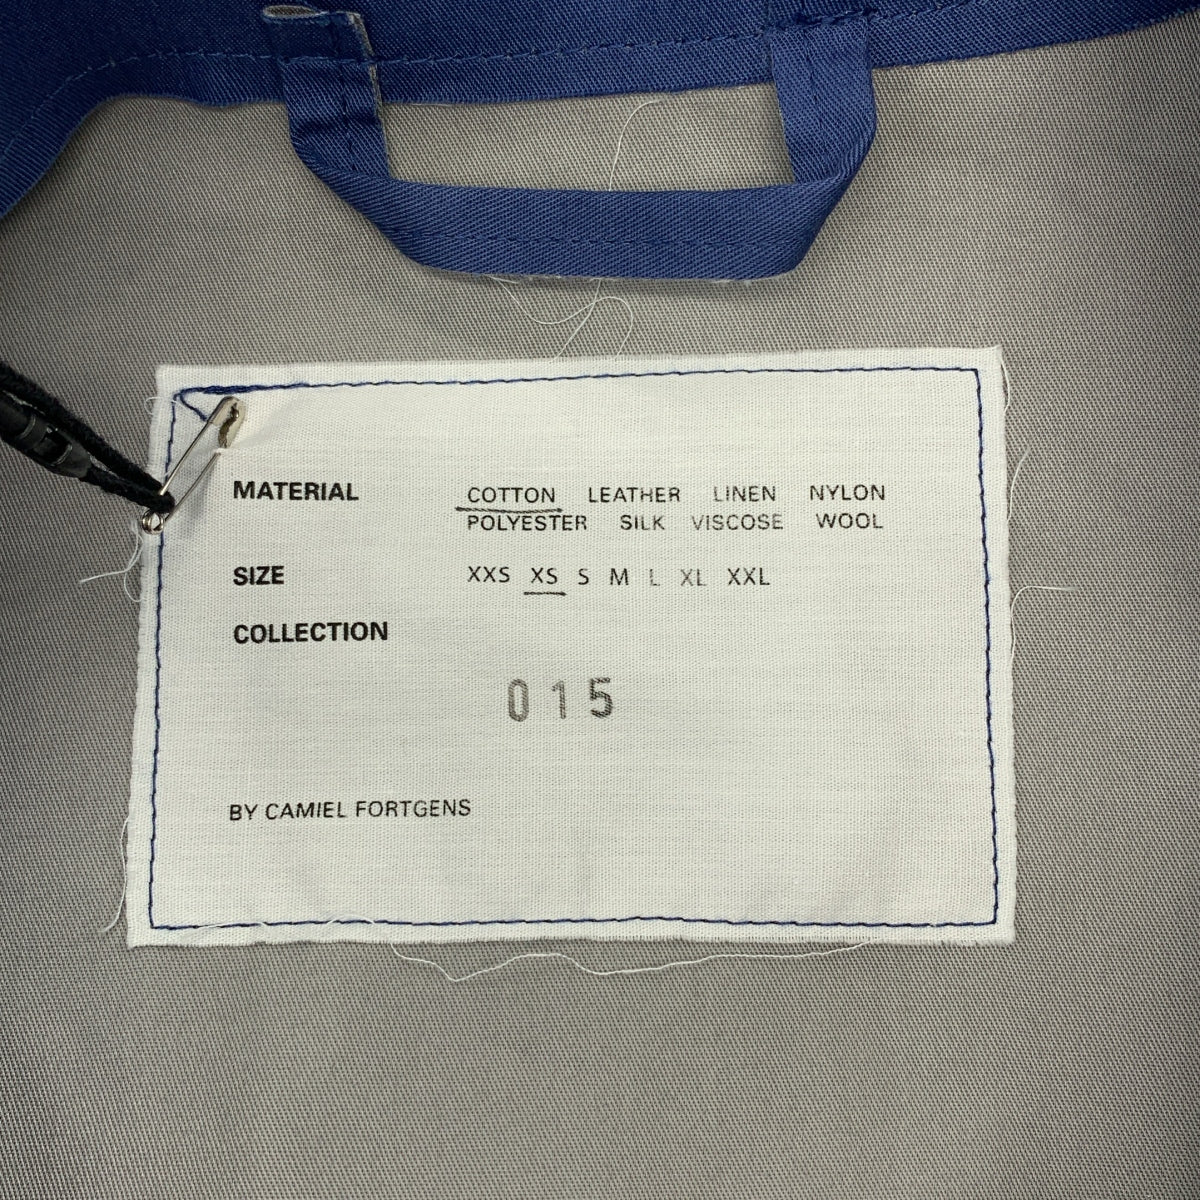 MATERIAL COTTON LEATHER LINEN NYLON
POLYESTER SILK VISCOSE WOOL
SIZE XXS XS S M L XL XXL
COLLECTION
015
BY CAMIEL FORTGENS